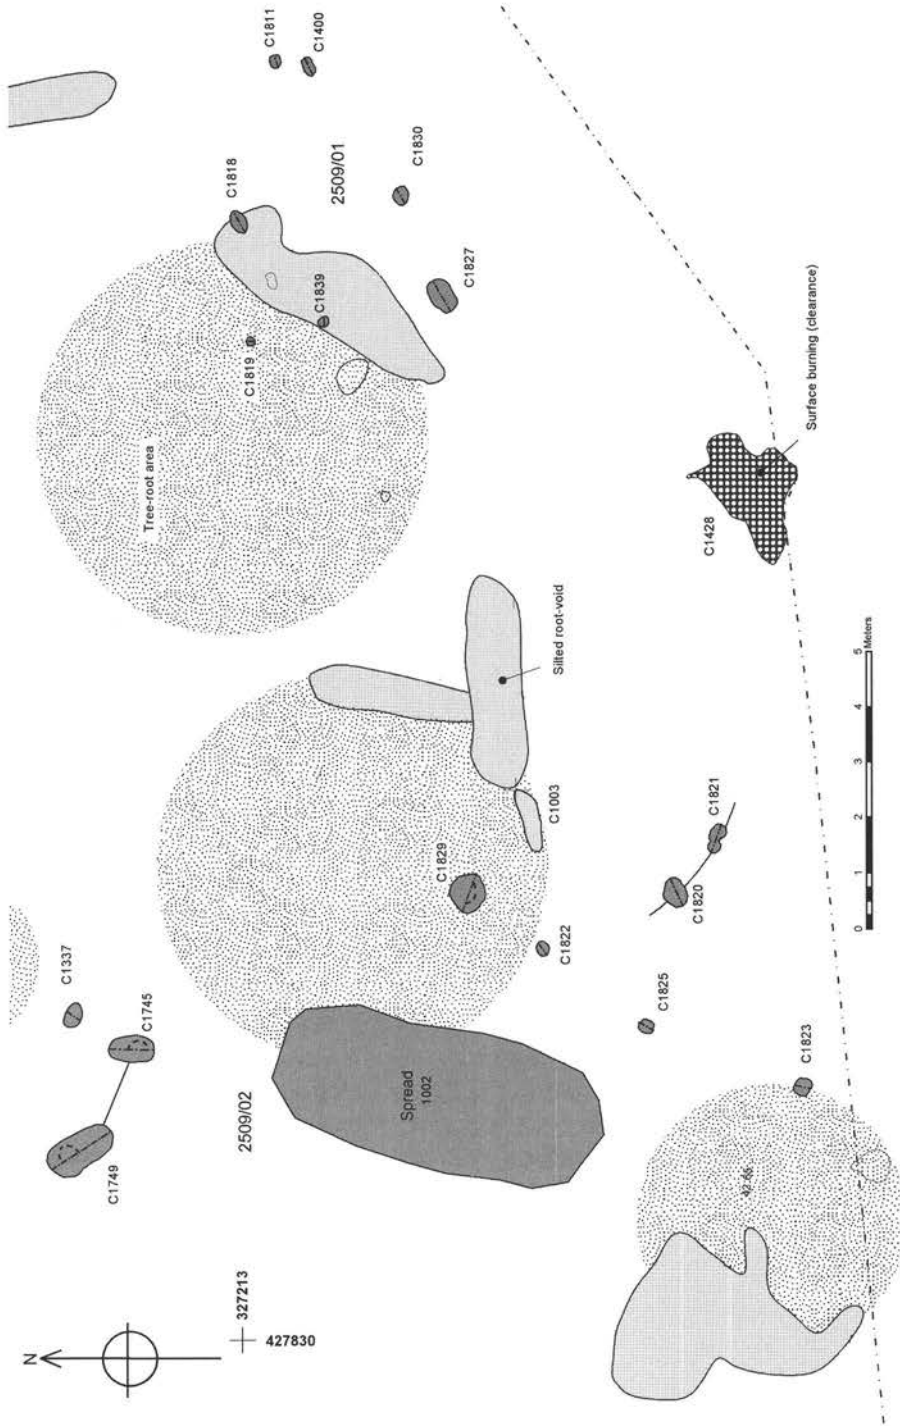 N
C1749
C1337
C1745
2509/02
327213
427830
Spread
1002
C1829
C1003
C1822
Silted root-void
Tree-root area
C1819
C1839
C1818
C1811
C1400
2509/01
C1830
C1827
C1825
C1820
C1821
C1823
C1428
Surface burning (clearance)
0 1 2 3 4 5
Meters